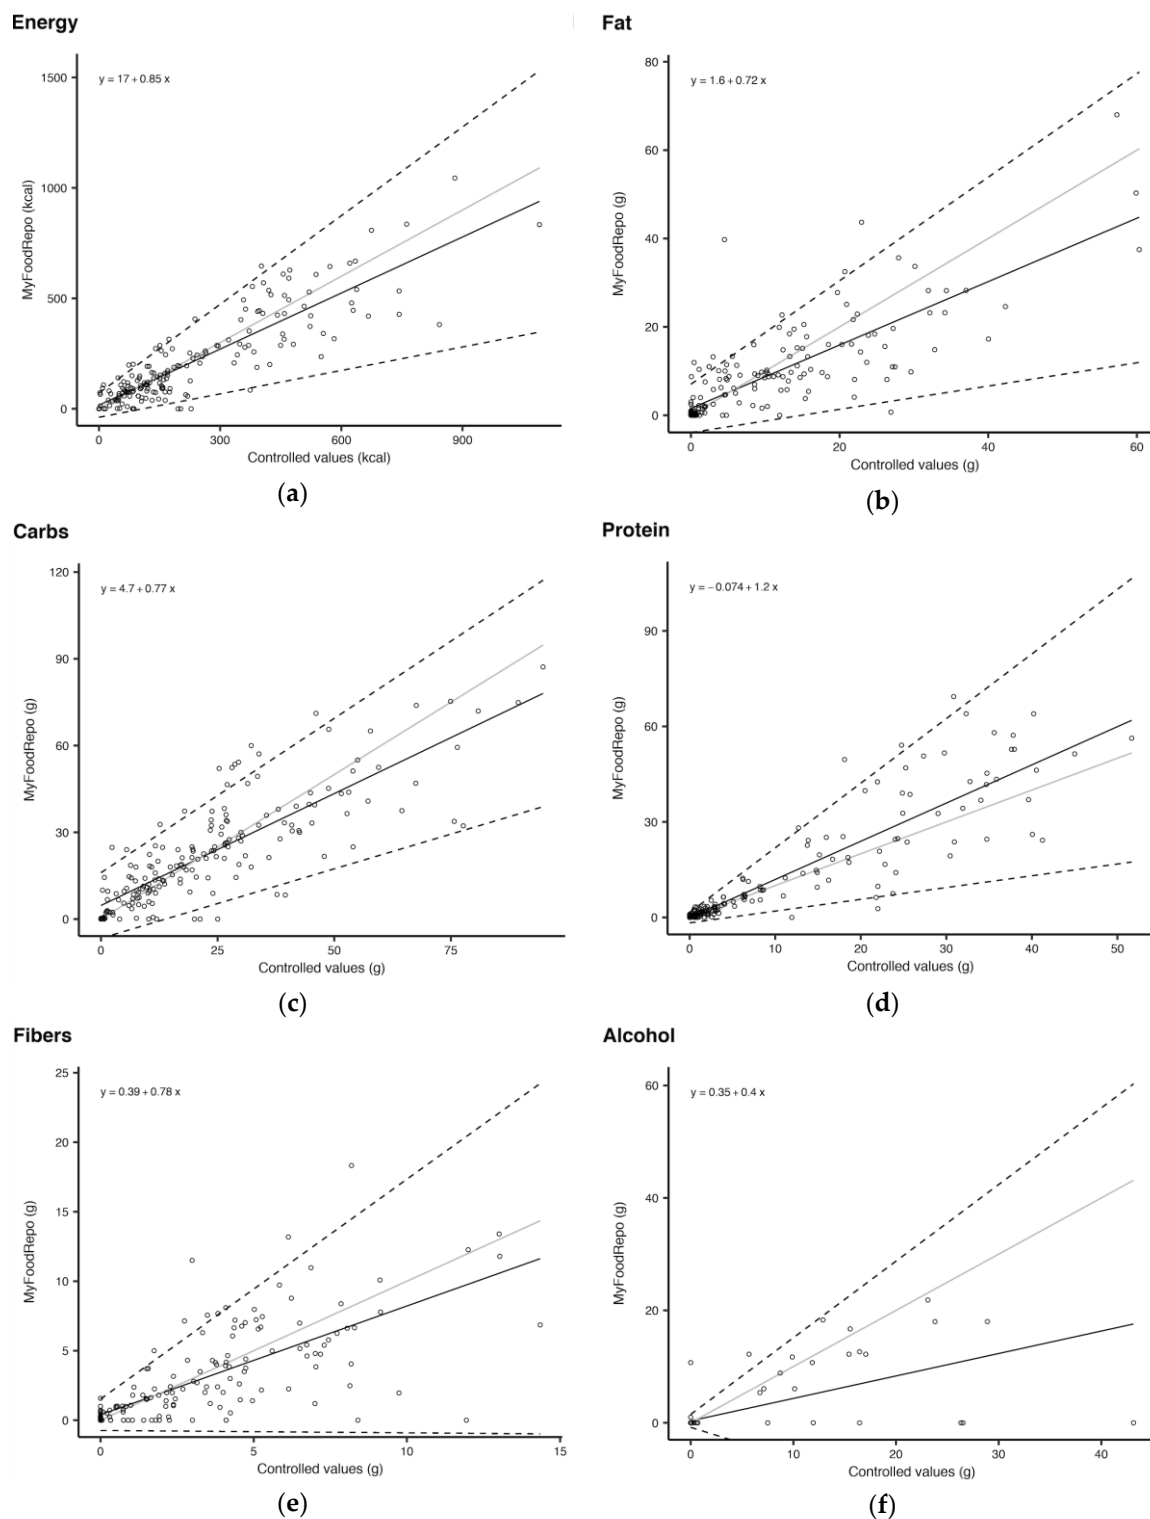 Energy
y = 17 + 0.85 x
1500
1000
500
0
MyFoodRepo (kcal)
0 300 600 900
Controlled values (kcal)
(a)
Fat
y = 1.6 + 0.72 x
80
60
40
20
0
MyFoodRepo (g)
0 20 40 60
Controlled values (g)
(b)
Carbs
y = 4.7 + 0.77 x
120
90
60
30
0
MyFoodRepo (g)
0 25 50 75
Controlled values (g)
(c)
Protein
y = −0.074 + 1.2 x
90
60
30
0
MyFoodRepo (g)
0 10 20 30 40 50
Controlled values (g)
(d)
Fibers
y = 0.39 + 0.78 x
25
20
15
10
5
0
MyFoodRepo (g)
0 5 10 15
Controlled values (g)
(e)
Alcohol
y = 0.35 + 0.4 x
60
40
20
0
MyFoodRepo (g)
0 10 20 30 40
Controlled values (g)
(f)